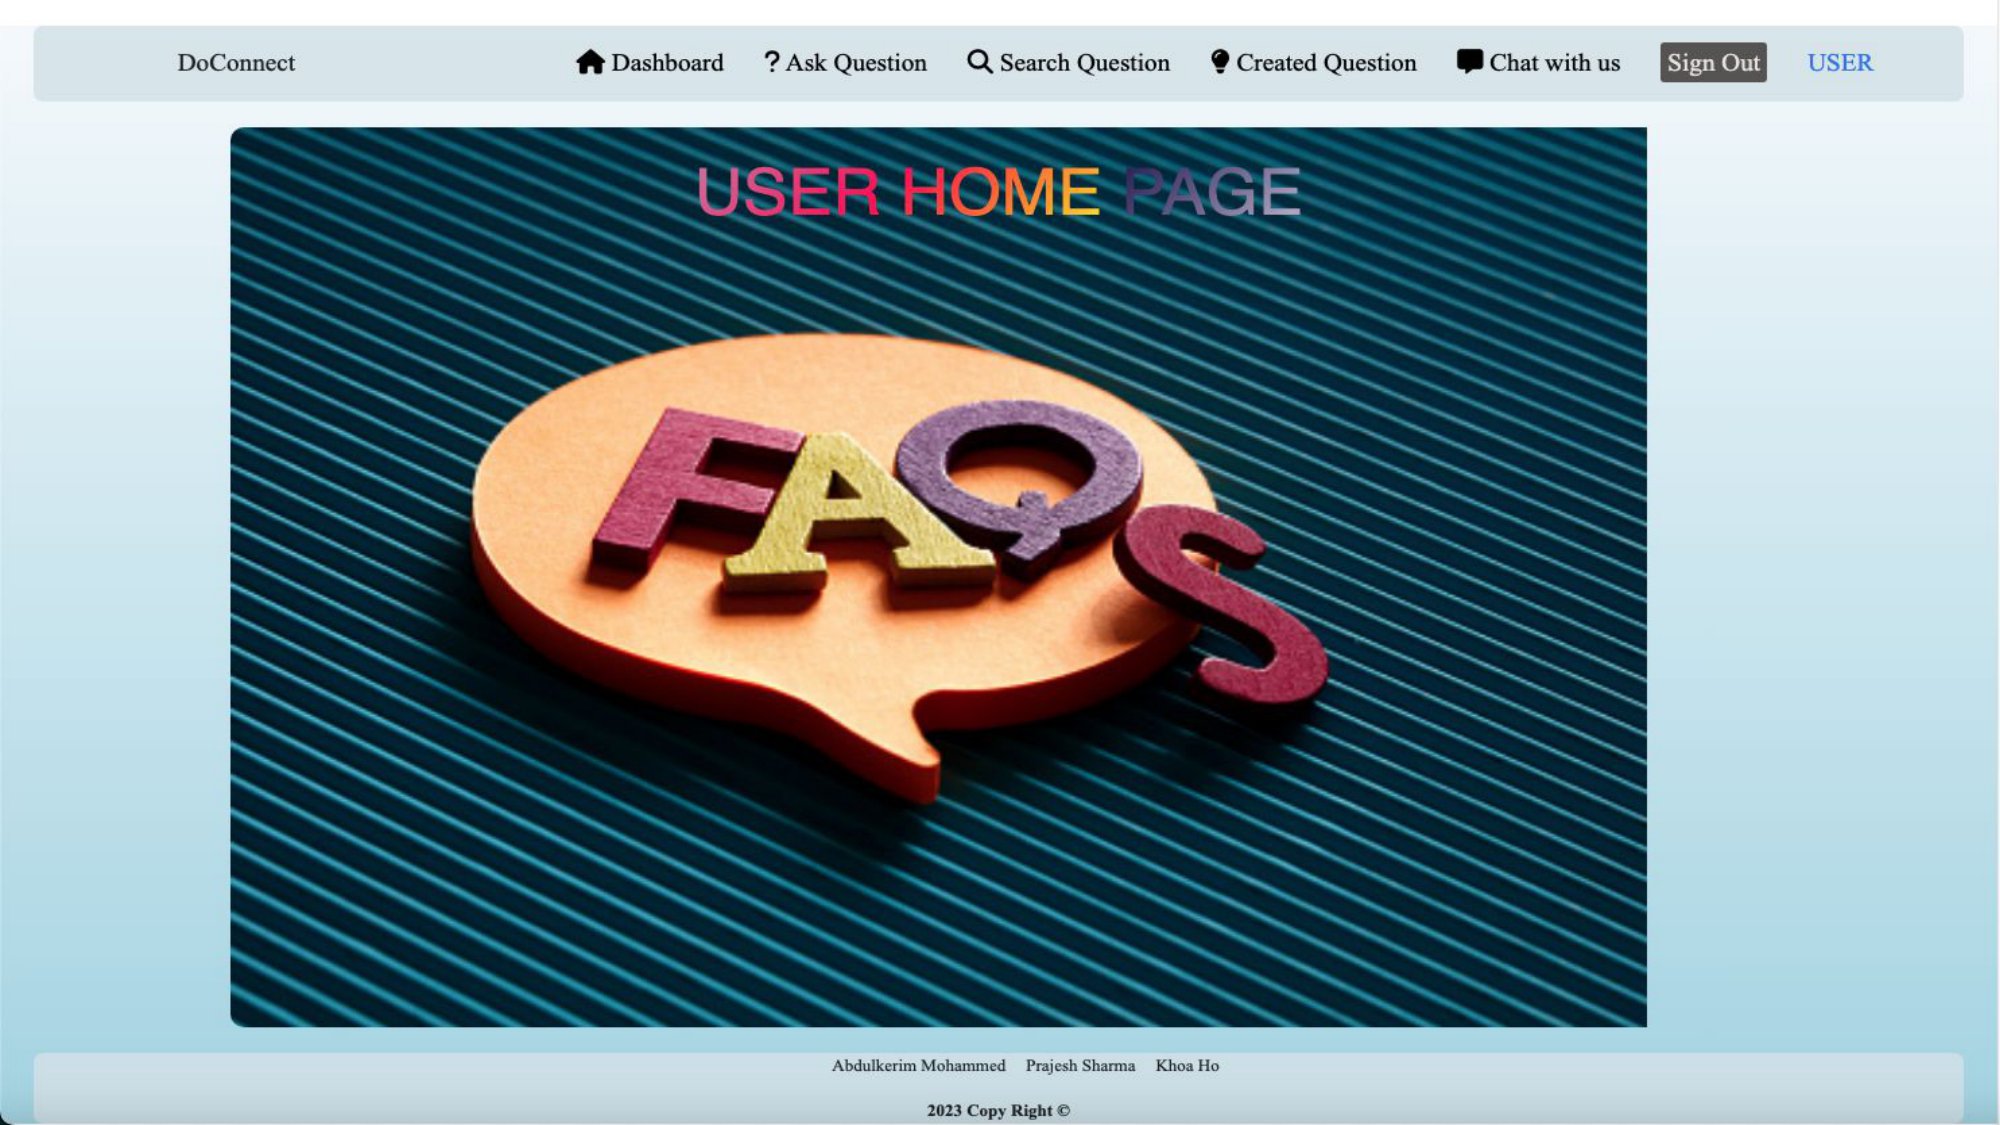 DoConnect Dashboard ? Ask Question Search Question Created Question Chat with us Sign Out USER
USER HOME PAGE
FAQS
Abdulkerim Mohammed Prajesh Sharma Khoa Ho
2023 Copy Right ©